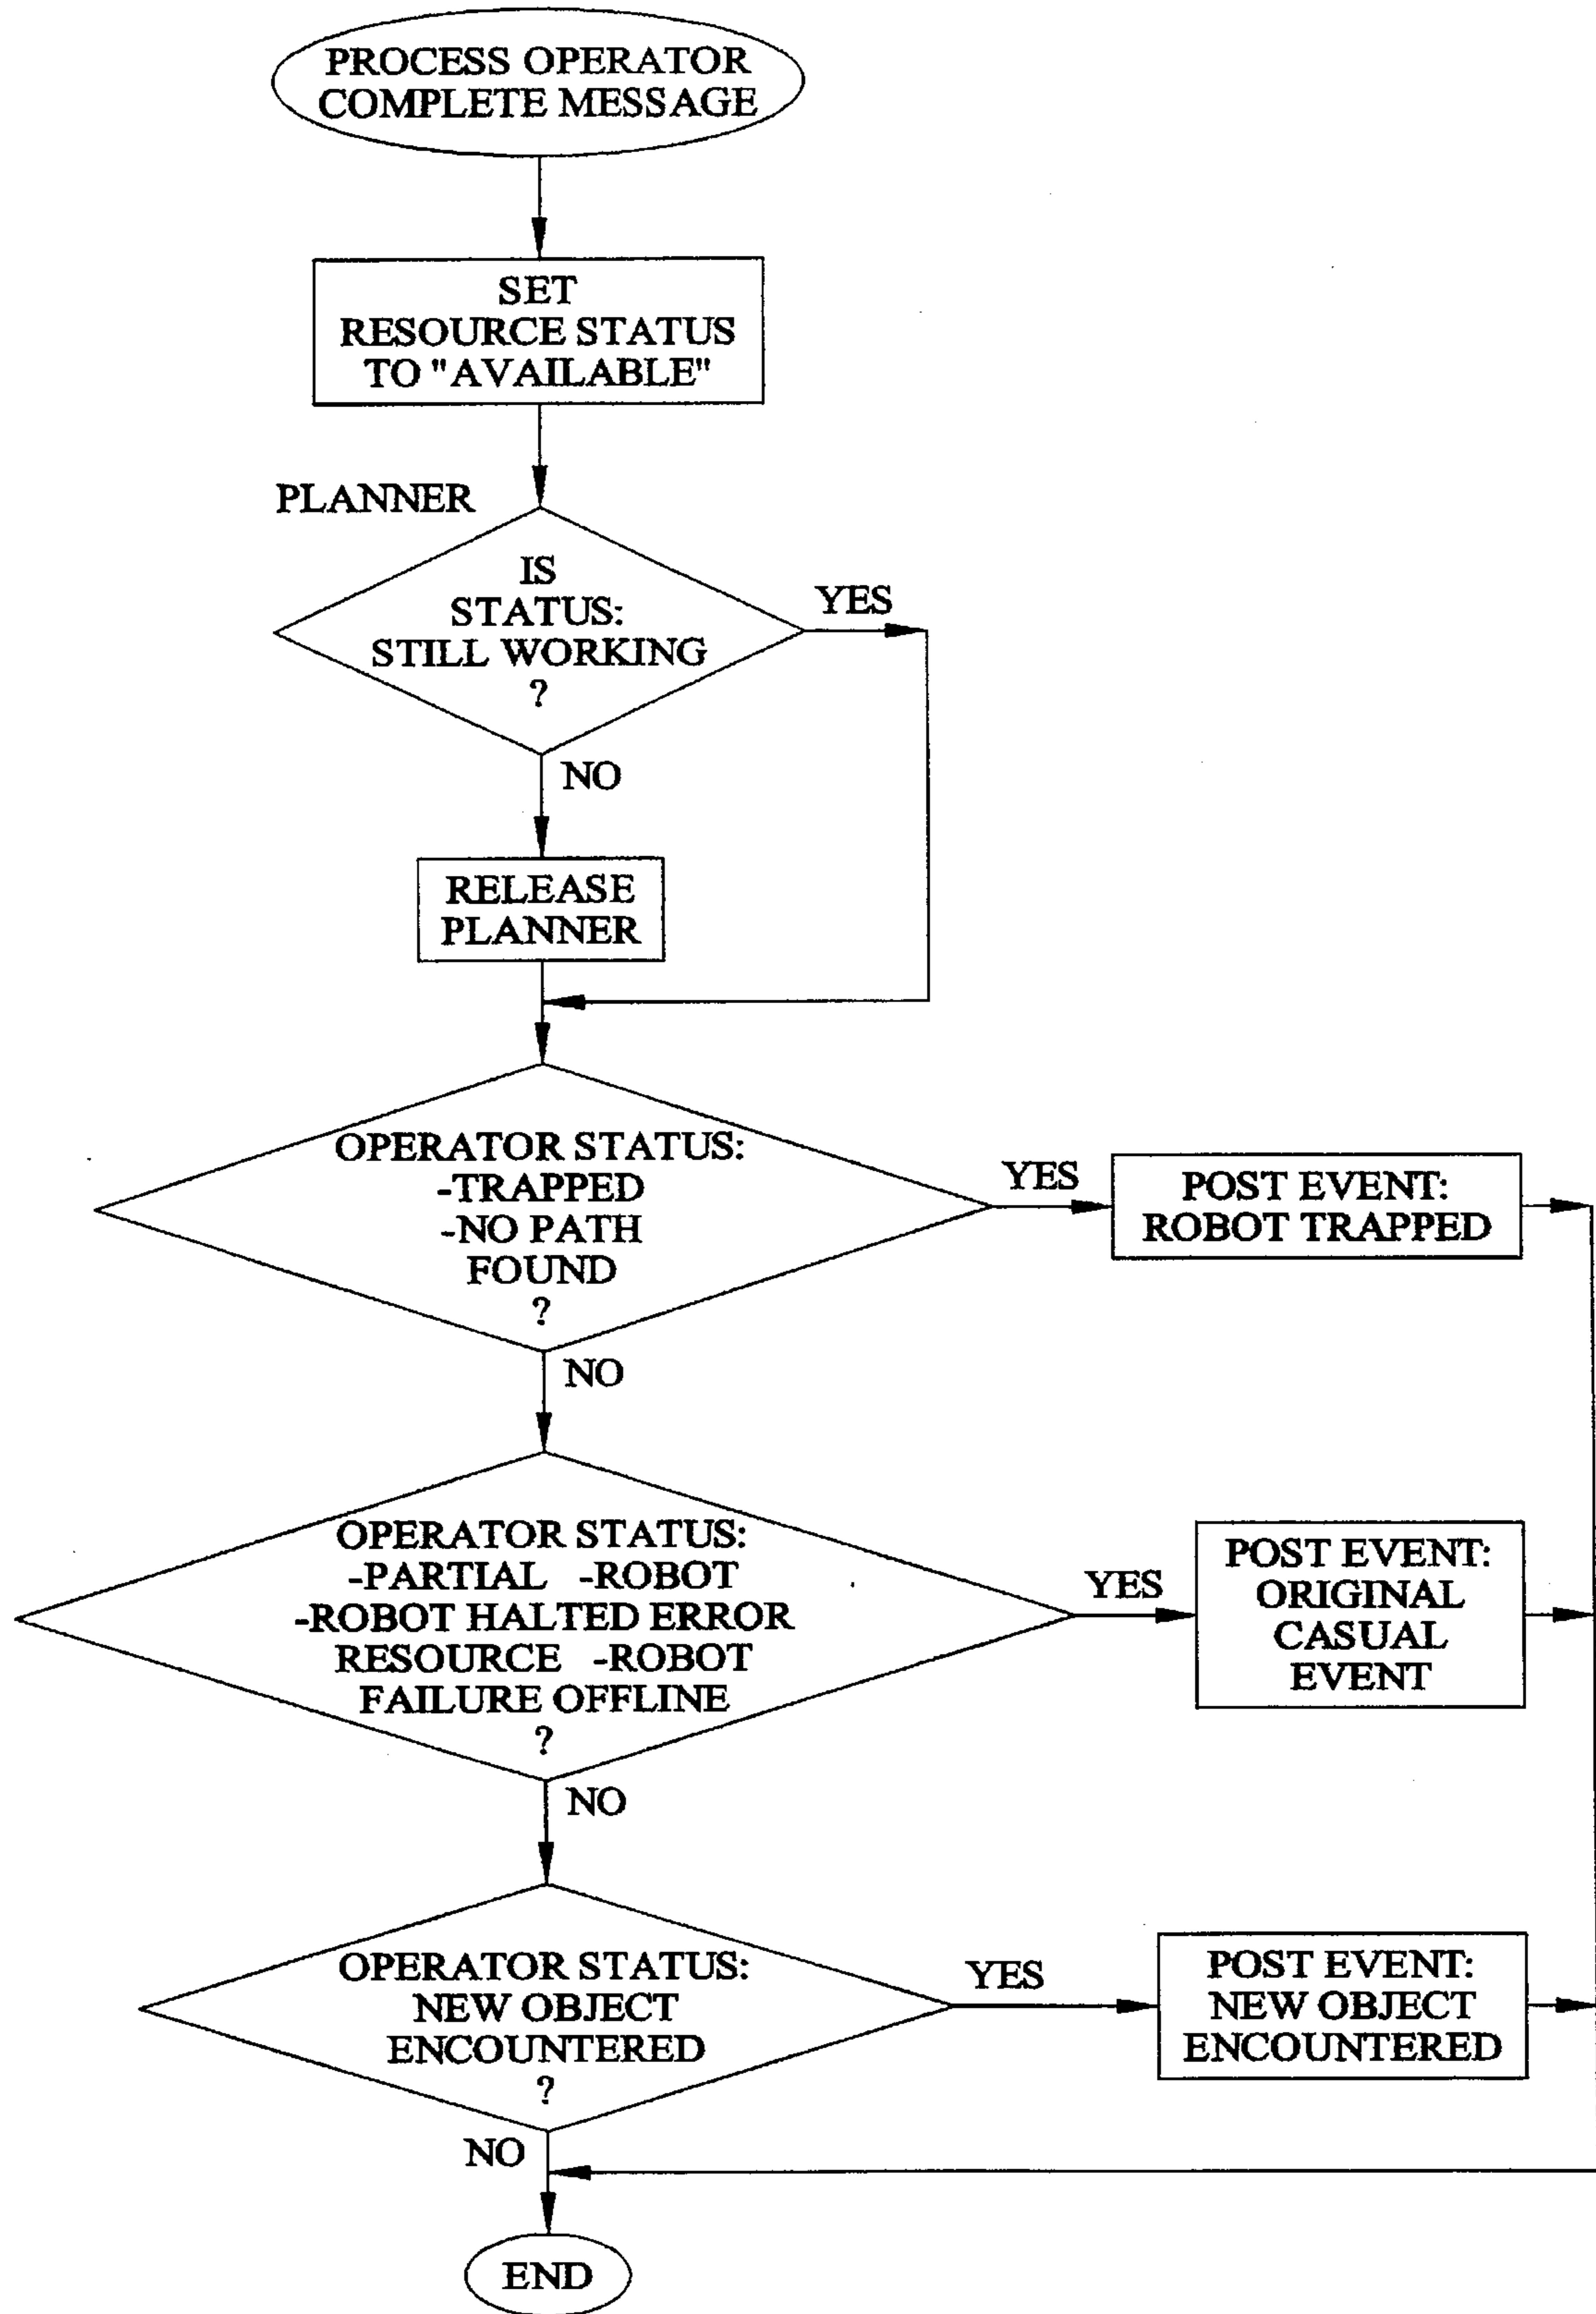 PROCESS OPERATOR
COMPLETE MESSAGE
SET
RESOURCE STATUS
TO "AVAILABLE"
PLANNER
IS
STATUS:
STILL WORKING
?
YES
NO
RELEASE
PLANNER
OPERATOR STATUS:
-TRAPPED
-NO PATH
FOUND
?
YES
POST EVENT:
ROBOT TRAPPED
NO
OPERATOR STATUS:
-PARTIAL -ROBOT
-ROBOT HALTED ERROR
RESOURCE -ROBOT
FAILURE OFFLINE
?
YES
POST EVENT:
ORIGINAL
CASUAL
EVENT
NO
OPERATOR STATUS:
NEW OBJECT
ENCOUNTERED
?
YES
POST EVENT:
NEW OBJECT
ENCOUNTERED
NO
END